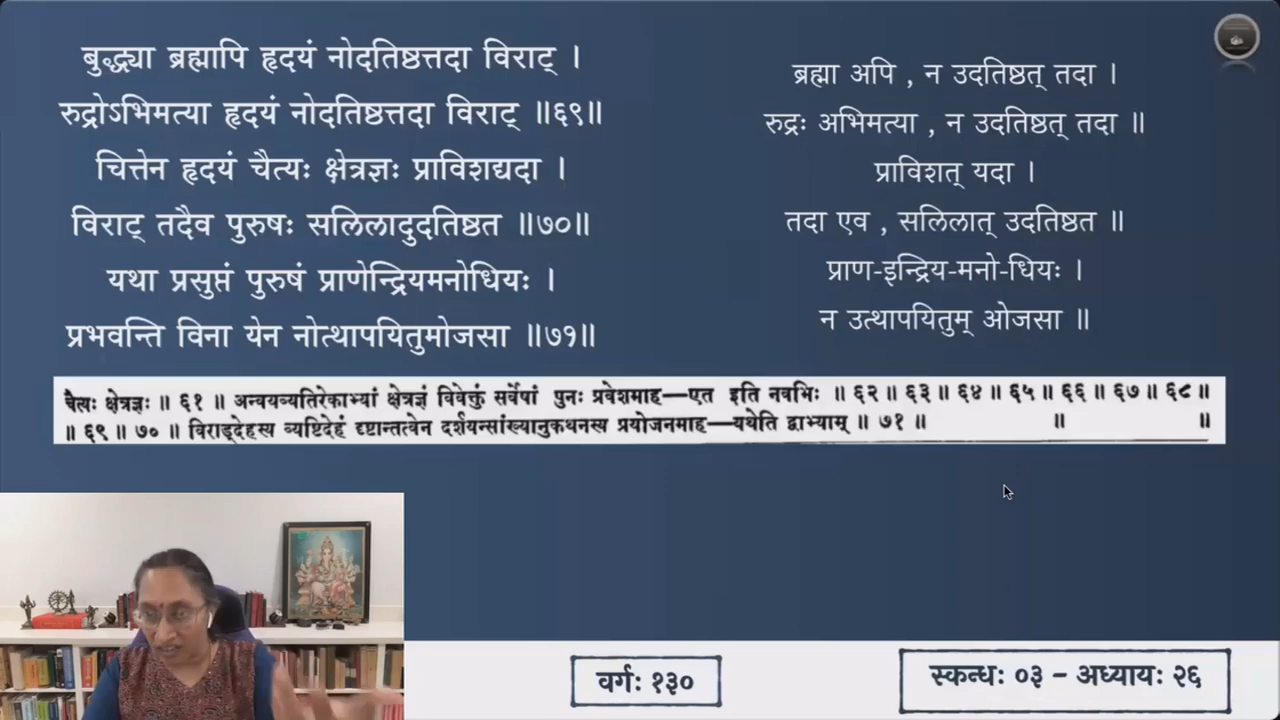 बुद्ध्या ब्रह्मापि हृदयं नोदतिष्ठत्तदा विराट् ।
रुद्रोऽभिमत्या हृदयं नोदतिष्ठत्तदा विराट् ॥६९॥
चित्तेन हृदयं चैत्यः क्षेत्रज्ञः प्राविशद्यदा ।
विराट् तदैव पुरुषः सलिलादुदतिष्ठत ॥७०॥
यथा प्रसुप्तं पुरुषं प्राणेन्द्रियमनोधियः ।
प्रभवन्ति विना येन नोत्थापयितुमोजसा ॥७१॥
ब्रह्मा अपि , न उदतिष्ठत् तदा ।
रुद्रः अभिमत्या , न उदतिष्ठत् तदा ॥
प्राविशत् यदा ।
तदा एव , सलिलात् उदतिष्ठत ॥
प्राण-इन्द्रिय-मनो-धियः ।
न उत्थापयितुम् ओजसा ॥
चैत्यः क्षेत्रज्ञः ॥ ६१ ॥ अन्वयव्यतिरेकाभ्यां क्षेत्रज्ञं विवेक्तुं सर्वेषां पुनः प्रवेशमाह—एत इति नवभिः ॥ ६२ ॥ ६३ ॥ ६४ ॥ ६५ ॥ ६६ ॥ ६७ ॥ ६८ ॥
॥ ६९ ॥ ७० ॥ विराड्देहस्य व्यष्टिदेहं दृष्टान्तत्वेन दर्शयन्सांख्यानुकथनस्य प्रयोजनमाह—यथेति द्वाभ्याम् ॥ ७१ ॥ ॥ ॥
वर्गः १३०
स्कन्धः ०३ - अध्यायः २६